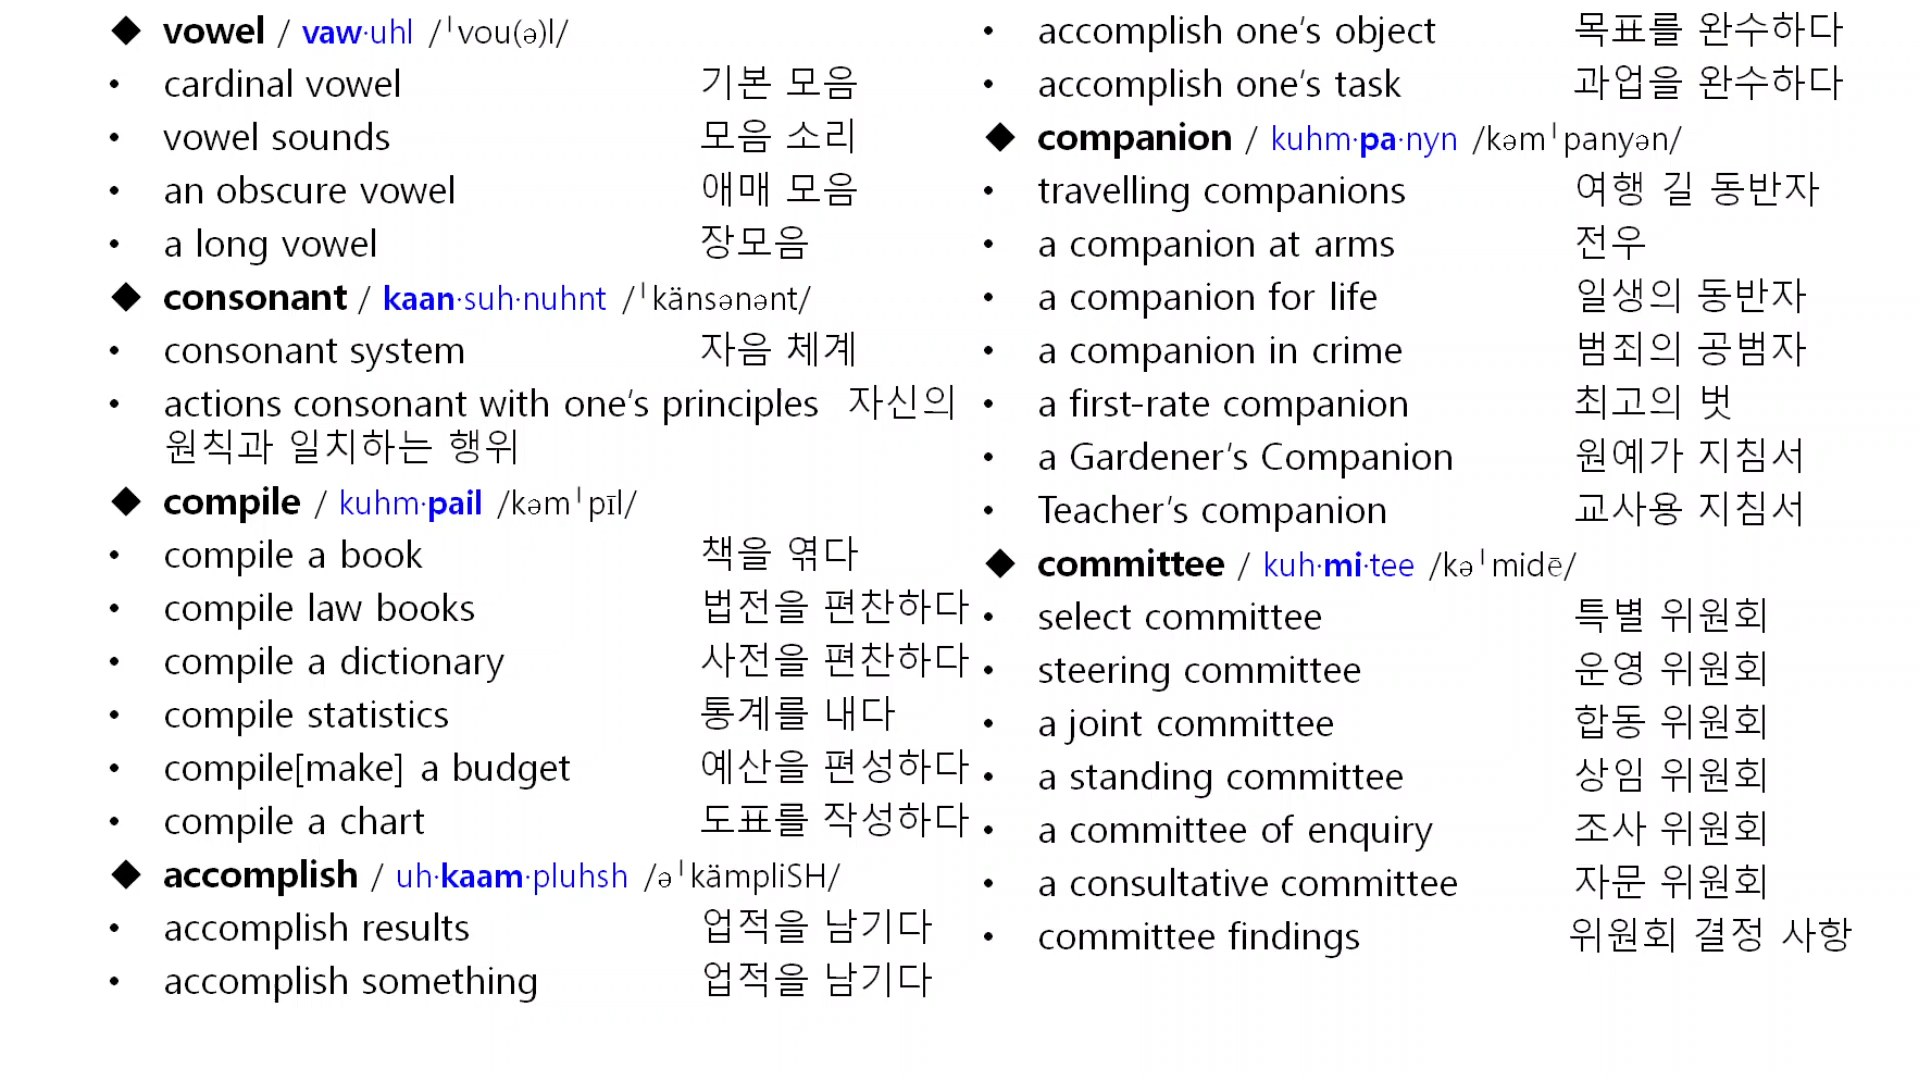 ◆ vowel / vaw·uhl /ˈvou(ə)l/
• cardinal vowel 기본 모음
• vowel sounds 모음 소리
• an obscure vowel 애매 모음
• a long vowel 장모음
◆ consonant / kaan·suh·nuhnt /ˈkänsənənt/
• consonant system 자음 체계
• actions consonant with one's principles 자신의
원칙과 일치하는 행위
◆ compile / kuhm·pail /kəmˈpīl/
• compile a book 책을 엮다
• compile law books 법전을 편찬하다
• compile a dictionary 사전을 편찬하다
• compile statistics 통계를 내다
• compile[make] a budget 예산을 편성하다
• compile a chart 도표를 작성하다
◆ accomplish / uh·kaam·pluhsh /əˈkämpliSH/
• accomplish results 업적을 남기다
• accomplish something 업적을 남기다
• accomplish one's object 목표를 완수하다
• accomplish one's task 과업을 완수하다
◆ companion / kuhm·pa·nyn /kəmˈpanyən/
• travelling companions 여행 길 동반자
• a companion at arms 전우
• a companion for life 일생의 동반자
• a companion in crime 범죄의 공범자
• a first-rate companion 최고의 벗
• a Gardener's Companion 원예가 지침서
• Teacher's companion 교사용 지침서
◆ committee / kuh·mi·tee /kəˈmidē/
• select committee 특별 위원회
• steering committee 운영 위원회
• a joint committee 합동 위원회
• a standing committee 상임 위원회
• a committee of enquiry 조사 위원회
• a consultative committee 자문 위원회
• committee findings 위원회 결정 사항